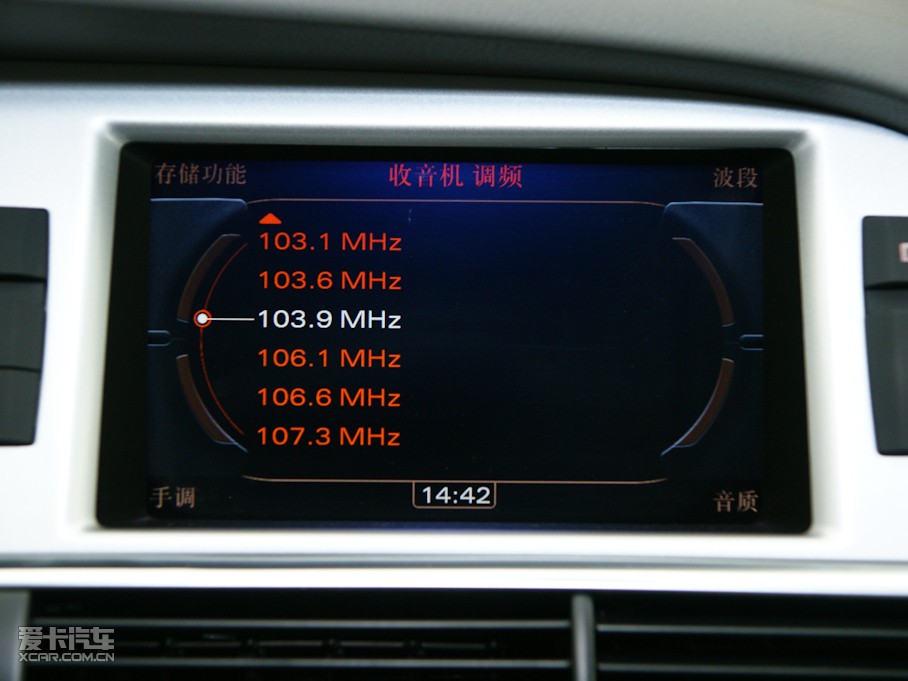 存储功能 收音机 调频 波段
103.1 MHz
103.6 MHz
103.9 MHz
106.1 MHz
106.6 MHz
107.3 MHz
手调 14:42 音质
爱卡汽车
XCAR.COM.CN